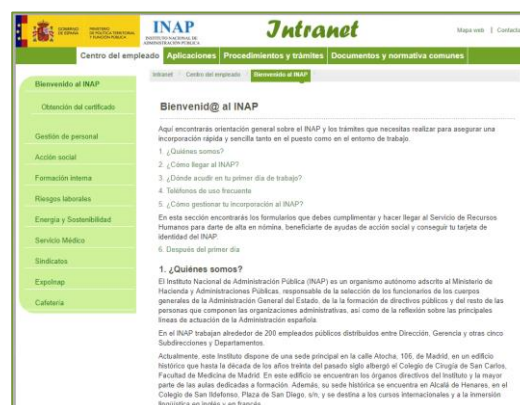 GOBIERNO DE ESPAÑA
MINISTERIO DE POLÍTICA TERRITORIAL Y FUNCIÓN PÚBLICA
INAP
INSTITUTO NACIONAL DE ADMINISTRACIÓN PÚBLICA
Intranet
Mapa web | Contacta
Centro del empleado Aplicaciones Procedimientos y trámites Documentos y normativa comunes
Intranet Centro del empleado Bienvenido al INAP
Bienvenido al INAP
Obtención del certificado
Gestión de personal
Acción social
Formación interna
Riesgos laborales
Energía y Sostenibilidad
Servicio Médico
Sindicatos
ExpoInap
Cafetería
Bienvenid@ al INAP
Aquí encontrarás orientación general sobre el INAP y los trámites que necesitas realizar para asegurar una
incorporación rápida y sencilla tanto en el puesto como en el entorno de trabajo.
1. ¿Quiénes somos?
2. ¿Cómo llegar al INAP?
3. ¿Dónde acudir en tu primer día de trabajo?
4. Teléfonos de uso frecuente
5. ¿Cómo gestionar tu incorporación al INAP?
En esta sección encontrarás los formularios que debes cumplimentar y hacer llegar al Servicio de Recursos
Humanos para darte de alta en nómina, beneficiarte de ayudas de acción social y conseguir tu tarjeta de
identidad del INAP.
6. Después del primer día
1. ¿Quiénes somos?
El Instituto Nacional de Administración Pública (INAP) es un organismo autónomo adscrito al Ministerio de
Hacienda y Administraciones Públicas, responsable de la selección de los funcionarios de los cuerpos
generales de la Administración General del Estado, de la la formación de directivos públicos y del resto de las
personas que componen las organizaciones administrativas, así como de la reflexión sobre las principales
líneas de actuación de la Administración española.
En el INAP trabajan alrededor de 200 empleados públicos distribuidos entre Dirección, Gerencia y otras cinco
Subdirecciones y Departamentos.
Actualmente, este Instituto dispone de una sede principal en la calle Atocha, 106, de Madrid, en un edificio
histórico que hasta la década de los años treinta del pasado siglo albergó el Colegio de Cirugía de San Carlos,
Facultad de Medicina de Madrid. En este edificio se encuentran los órganos directivos del instituto y la mayor
parte de las aulas dedicadas a formación. Además, su sede histórica se encuentra en Alcalá de Henares, en el
Colegio de San Ildefonso, Plaza de San Diego, s/n, y se destina a los cursos internacionales y a la inmersión
lingüística en inglés y en francés.